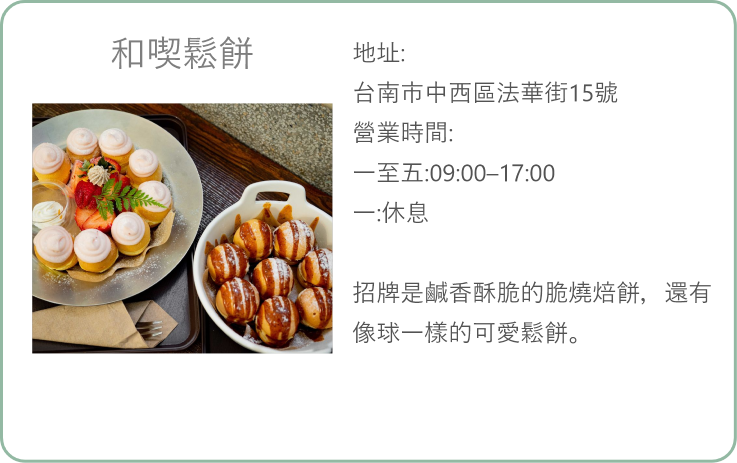 和喫鬆餅
地址:
台南市中西區法華街15號
營業時間:
一至五:09:00–17:00
一:休息
招牌是鹹香酥脆的脆燒焙餅，還有
像球一樣的可愛鬆餅。